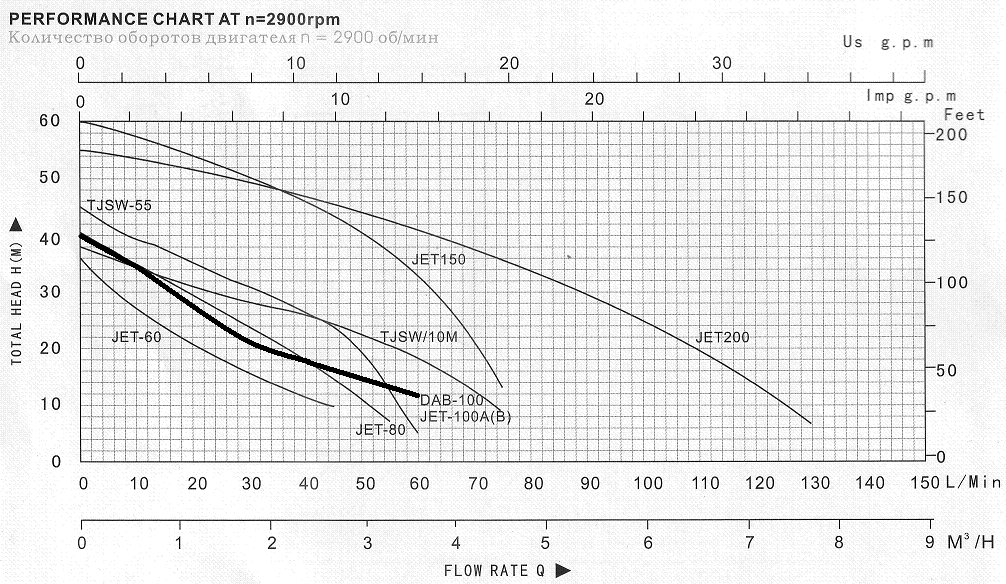 PERFORMANCE CHART AT n=2900rpm
Количество оборотов двигателя n = 2900 об/мин
Us g.p.m
0 10 20 30
Imp g.p.m
0 10 20
Feet
60 50 40 30 20 10 0
TOTAL HEAD H(M) ▲
200 150 100 50 0
TJSW-55
JET150
JET-60
TJSW/10M
JET200
DAB-100
JET-100A(B)
JET-80
0 10 20 30 40 50 60 70 80 90 100 110 120 130 140 150 L/Min
0 1 2 3 4 5 6 7 8 9 M³/H
FLOW RATE Q ▶